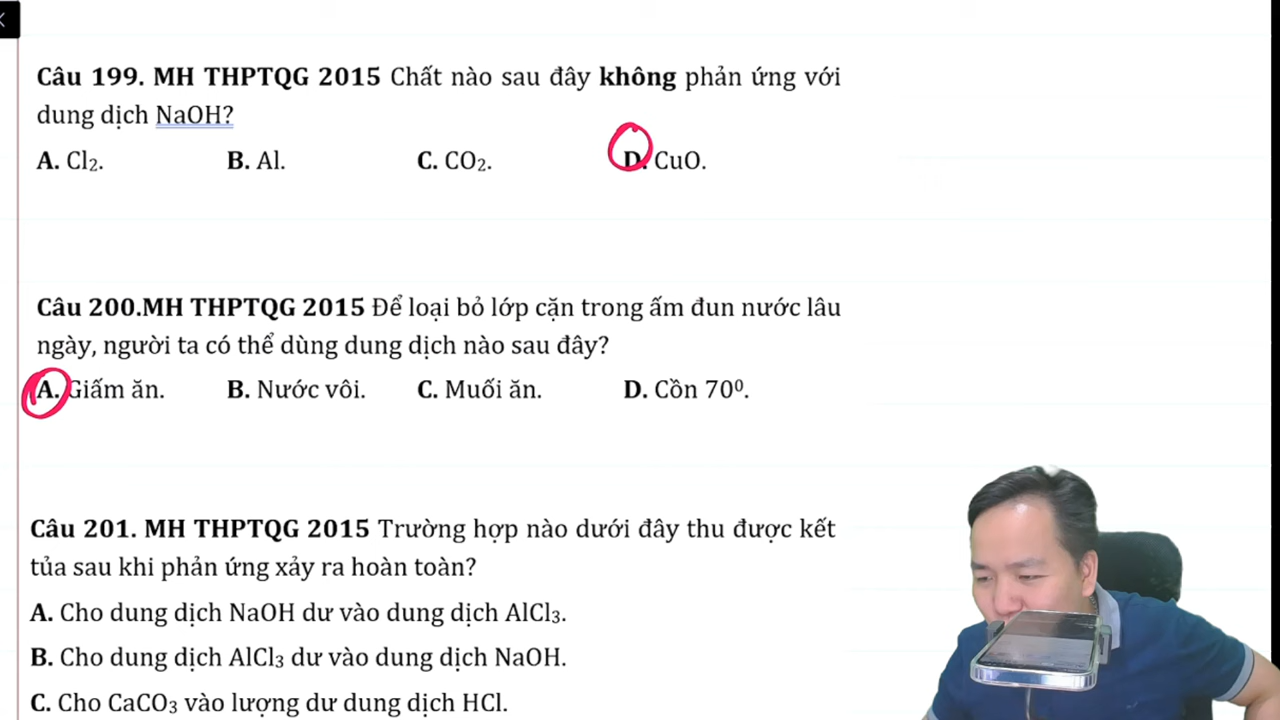 Câu 199. MH THPTQG 2015 Chất nào sau đây không phản ứng với
dung dịch NaOH?
A. Cl₂. B. Al. C. CO₂. D. CuO.
Câu 200.MH THPTQG 2015 Để loại bỏ lớp cặn trong ấm đun nước lâu
ngày, người ta có thể dùng dung dịch nào sau đây?
A. Giấm ăn. B. Nước vôi. C. Muối ăn. D. Cồn 70⁰.
Câu 201. MH THPTQG 2015 Trường hợp nào dưới đây thu được kết
tủa sau khi phản ứng xảy ra hoàn toàn?
A. Cho dung dịch NaOH dư vào dung dịch AlCl₃.
B. Cho dung dịch AlCl₃ dư vào dung dịch NaOH.
C. Cho CaCO₃ vào lượng dư dung dịch HCl.